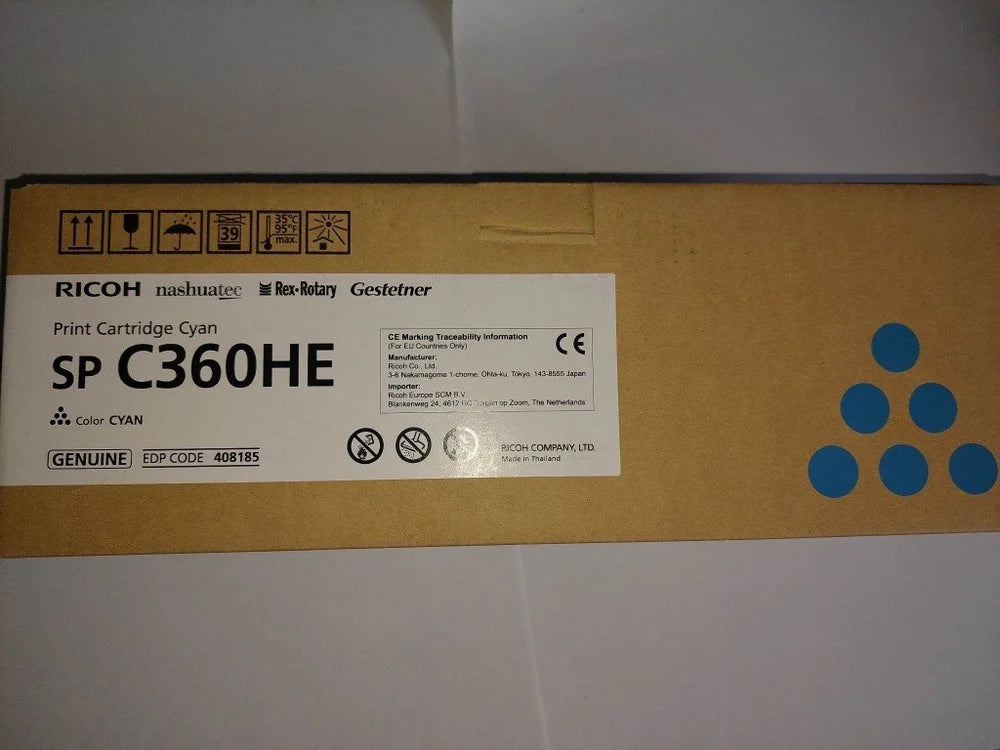 39
35°C
95°F
max.
RICOH nashuatec Rex·Rotary Gestetner
Print Cartridge Cyan
SP C360HE
Color CYAN
GENUINE EDP CODE 408185
CE Marking Traceability Information
(For EU Countries Only)
CE
Manufacturer:
Ricoh Co., Ltd.
3-6 Nakamagome 1-chome, Ohta-ku, Tokyo, 143-8555 Japan
Importer:
Ricoh Europe SCM B.V.
Blankenweg 24, 4612 op Zoom, The Netherlands
RICOH COMPANY, LTD.
Made in Thailand